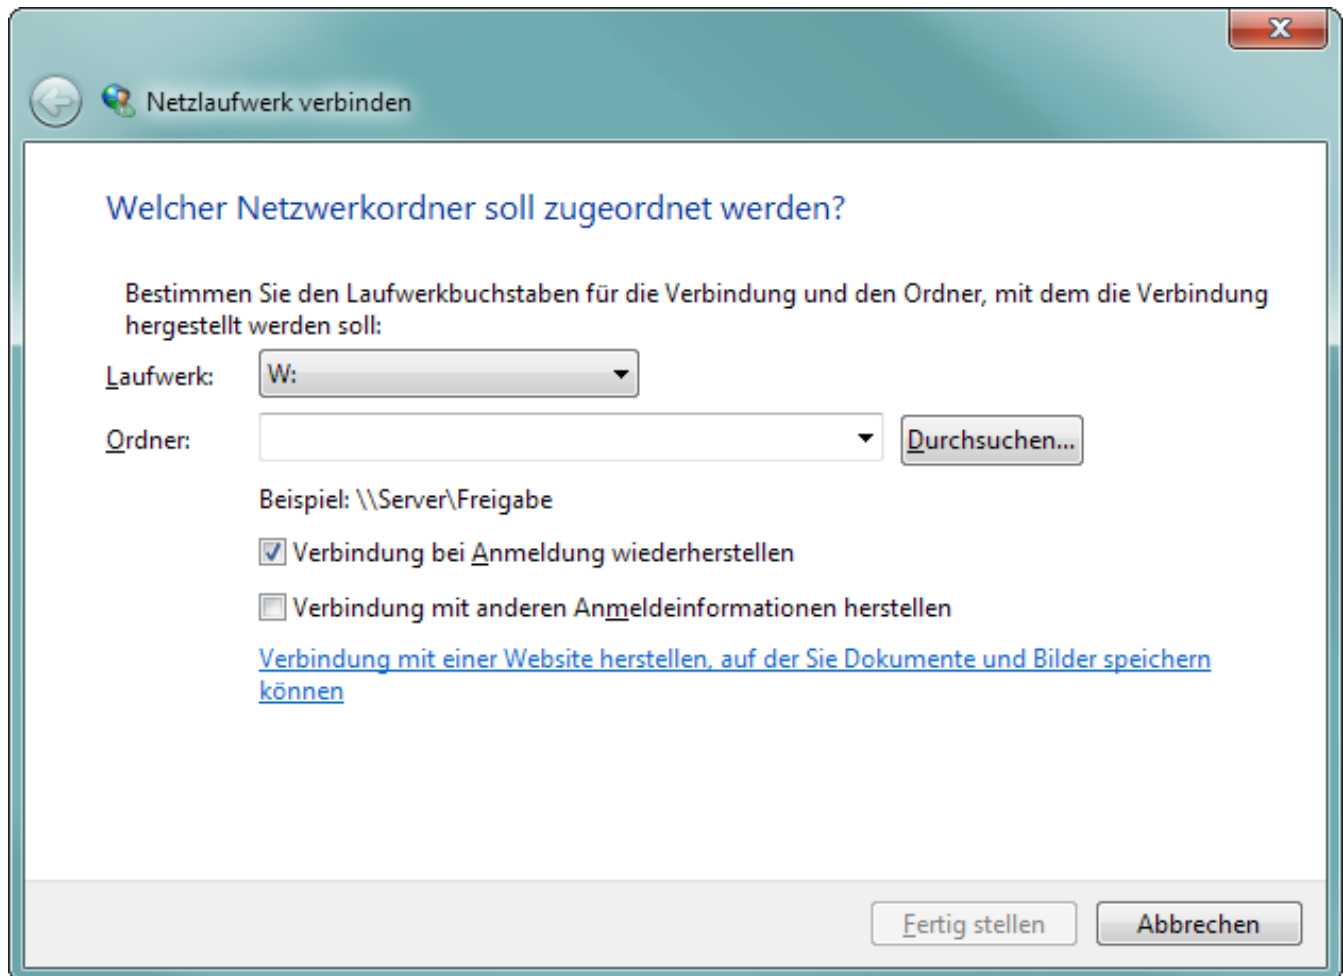 Netzlaufwerk verbinden
Welcher Netzwerkordner soll zugeordnet werden?
Bestimmen Sie den Laufwerkbuchstaben für die Verbindung und den Ordner, mit dem die Verbindung
hergestellt werden soll:
Laufwerk: W:
Ordner: Durchsuchen...
Beispiel: \\Server\Freigabe
Verbindung bei Anmeldung wiederherstellen
Verbindung mit anderen Anmeldeinformationen herstellen
Verbindung mit einer Website herstellen, auf der Sie Dokumente und Bilder speichern
können
Fertig stellen Abbrechen